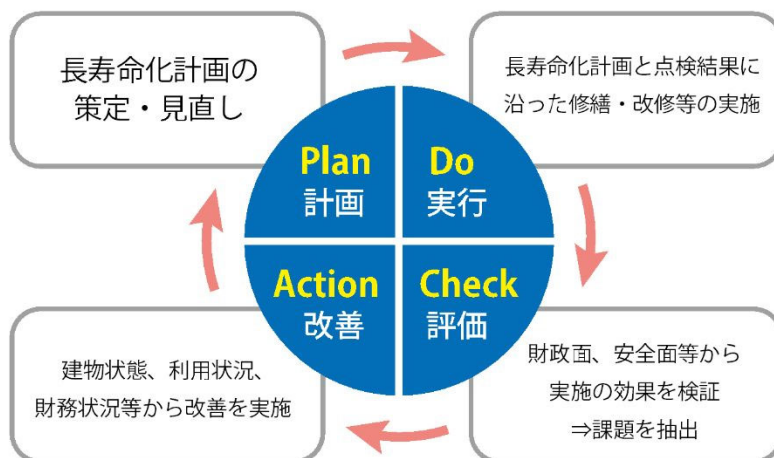 長寿命化計画の
策定・見直し
長寿命化計画と点検結果に
沿った修繕・改修等の実施
Plan
計画
Do
実行
Action
改善
Check
評価
建物状態、利用状況、
財務状況等から改善を実施
財政面、安全面等から
実施の効果を検証
⇒課題を抽出